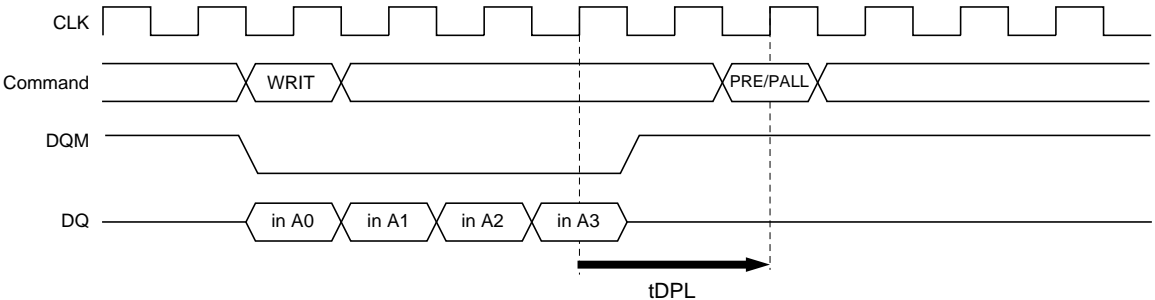 CLK
Command WRIT PRE/PALL
DQM
DQ in A0 in A1 in A2 in A3
tDPL